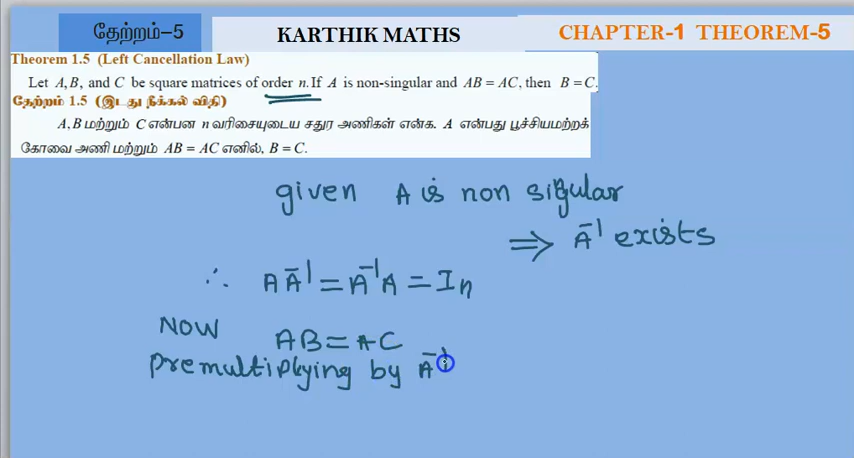 தேற்றம்-5
KARTHIK MATHS
CHAPTER-1 THEOREM-5
Theorem 1.5 (Left Cancellation Law)
Let A, B, and C be square matrices of order n. If A is non-singular and AB = AC, then B = C.
தேற்றம் 1.5 (இடது நீக்கல் விதி)
A, B மற்றும் C என்பன n வரிசையுடைய சதுர அணிகள் என்க. A என்பது பூச்சியமற்றக்
கோவை அணி மற்றும் AB = AC எனில், B = C.
given A is non sigular
⇒ A⁻¹ exists
∴ A A⁻¹ = A⁻¹A = Iₙ
Now AB = AC
Premultiplying by A⁻¹